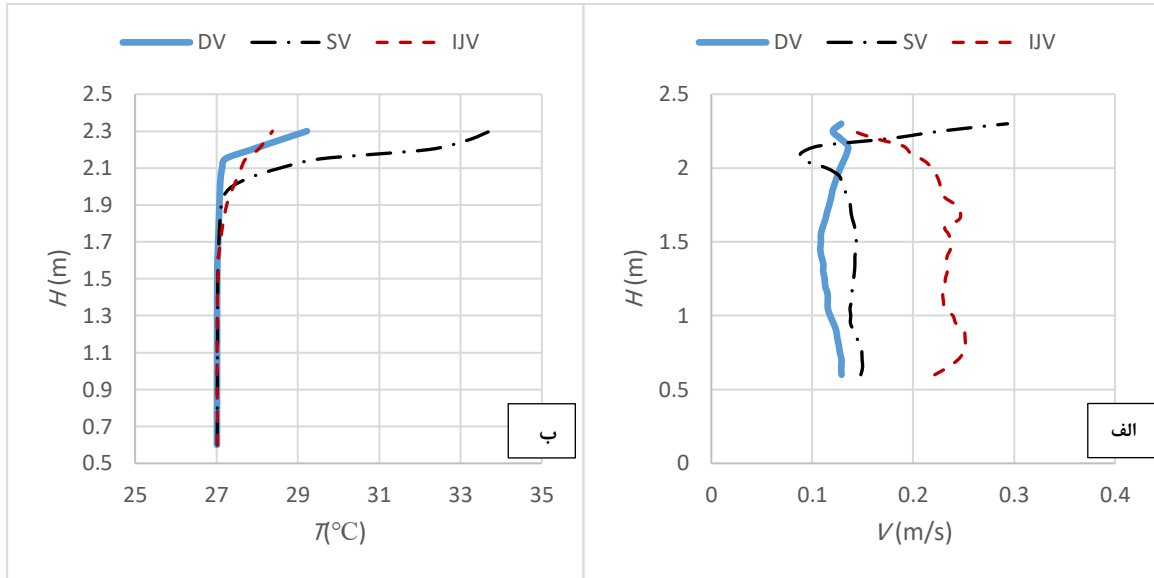 DV SV IJV
2.5
2.3
2.1
1.9
1.7
1.5
1.3
1.1
0.9
0.7
0.5
H (m)
25 27 29 31 33 35
T(°C)
ب
DV SV IJV
2.5
2
1.5
1
0.5
0
H (m)
0 0.1 0.2 0.3 0.4
V (m/s)
الف